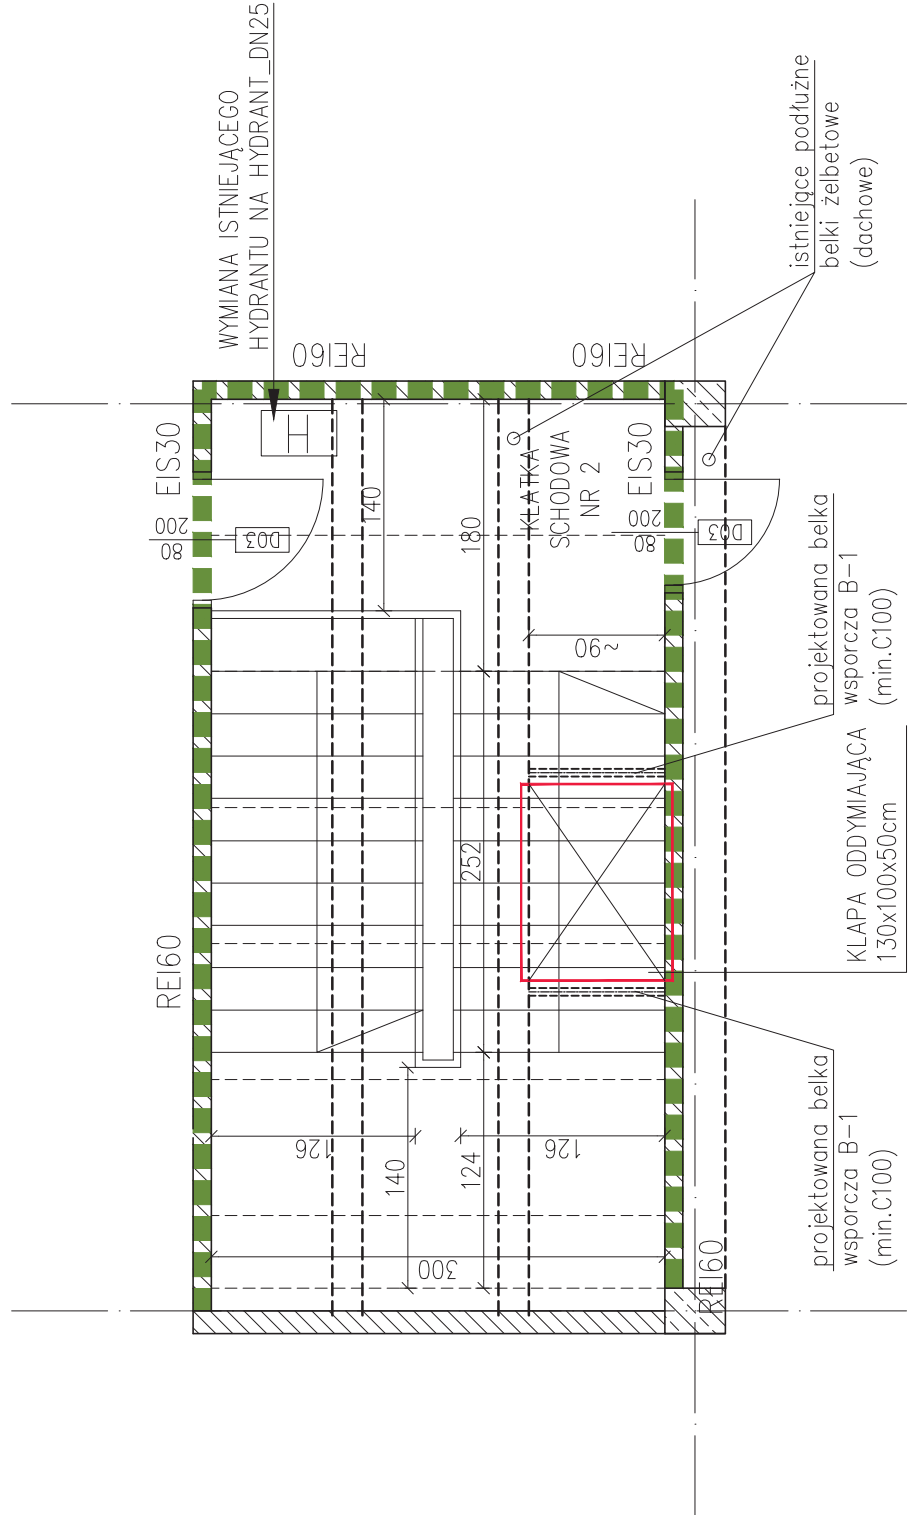 WYMIANA ISTNIEJĄCEGO
HYDRANTU NA HYDRANT_DN25
istniejące podłużne
belki żelbetowe
(dachowe)
REI60
REI60
EIS30
H
80
200
D03
140
180
KLATKA
SCHODOWA
NR 2
EIS30
80
200
D03
~90
projektowana belka
wsporcza B-1
(min.C100)
252
KLAPA ODDYMIAJĄCA
130x100x50cm
REI60
126
140
124
126
300
projektowana belka
wsporcza B-1
(min.C100)
REI60